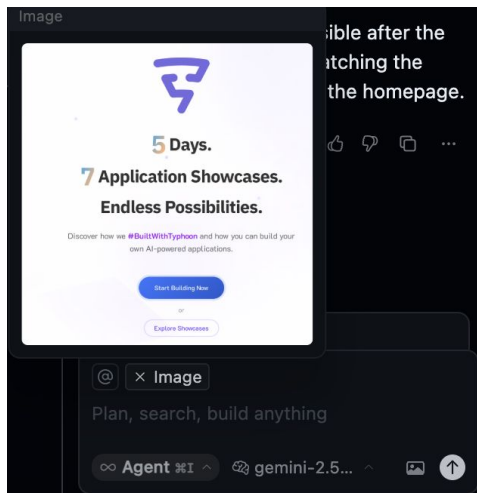 Image
ible after the
atching the
the homepage.
5 Days.
7 Application Showcases.
Endless Possibilities.
Discover how we #BuiltWithTyphoon and how you can build your
own AI-powered applications.
Start Building Now
or
Explore Showcases
@ × Image
Plan, search, build anything
∞ Agent ⌘I gemini-2.5...